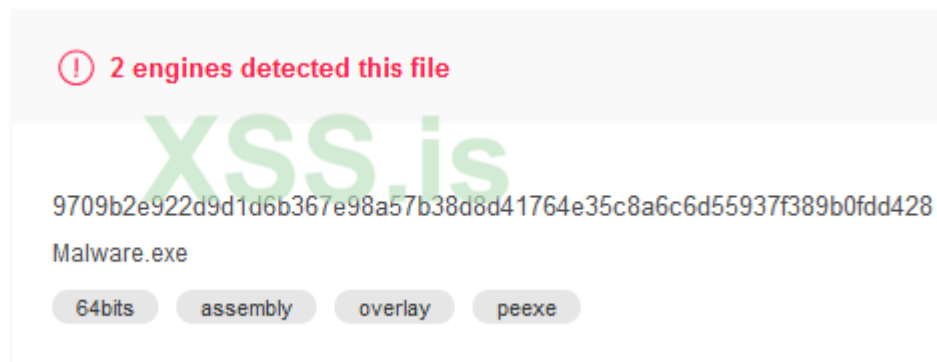 2 engines detected this file
XSS.is
9709b2e922d9d1d6b367e98a57b38d8d41764e35c8a6c6d55937f389b0fdd428
Malware.exe
64bits assembly overlay peexe